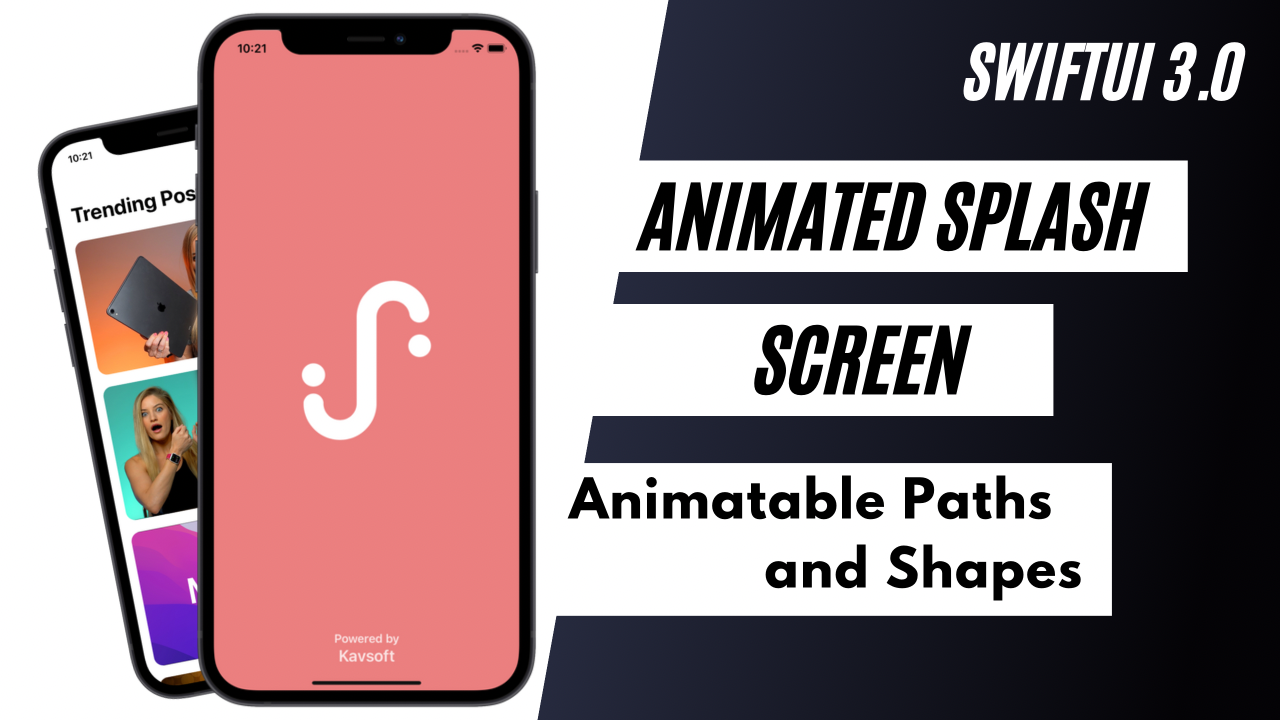 10:21
Trending Pos
10:21
Powered by
Kavsoft
SWIFTUI 3.0
ANIMATED SPLASH
SCREEN
Animatable Paths
and Shapes